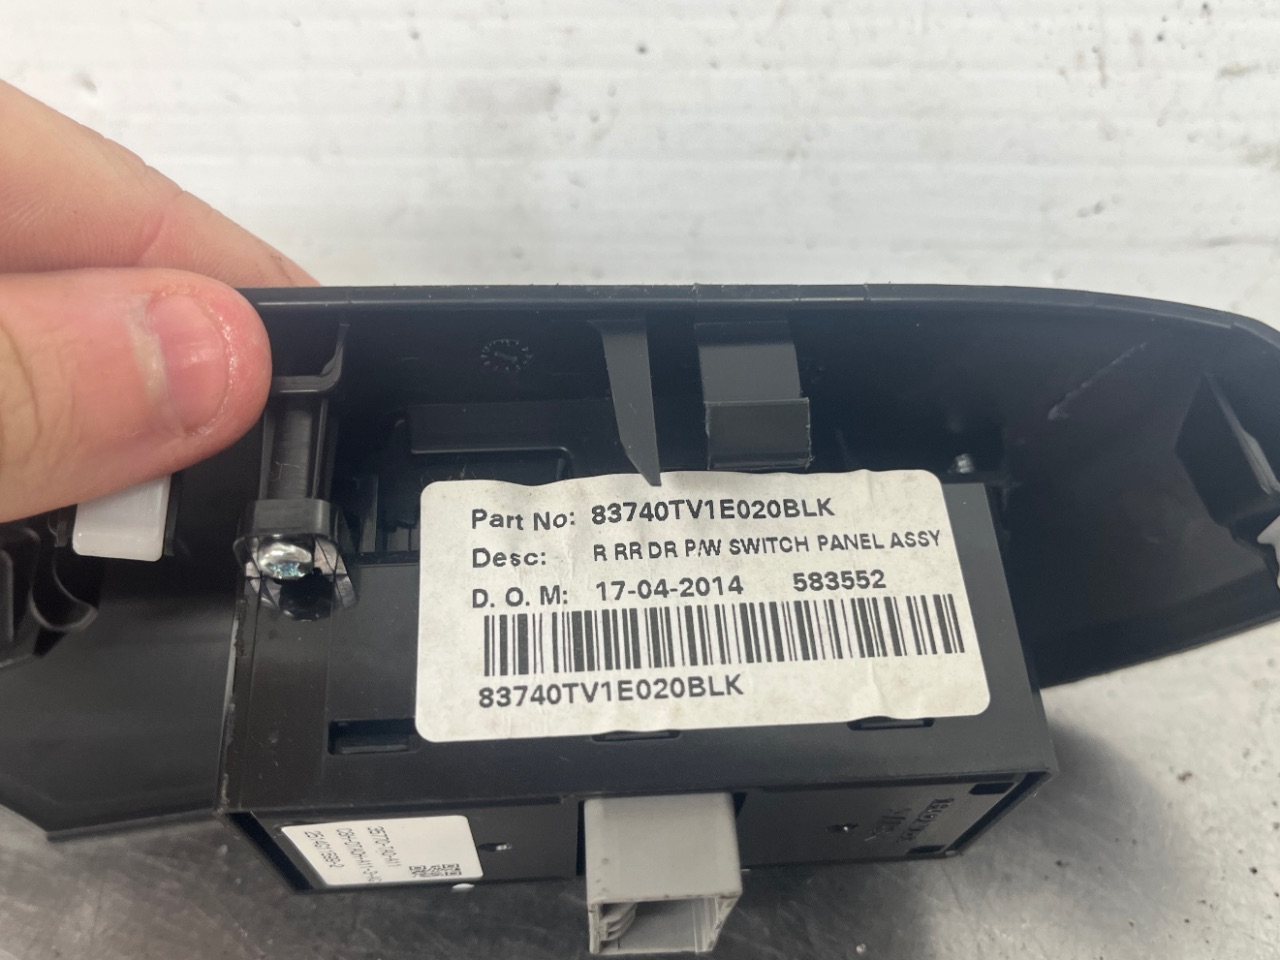 Part No: 83740TV1E020BLK
Desc: R RR DR P/W SWITCH PANEL ASSY
D. O. M: 17-04-2014 583552
83740TV1E020BLK